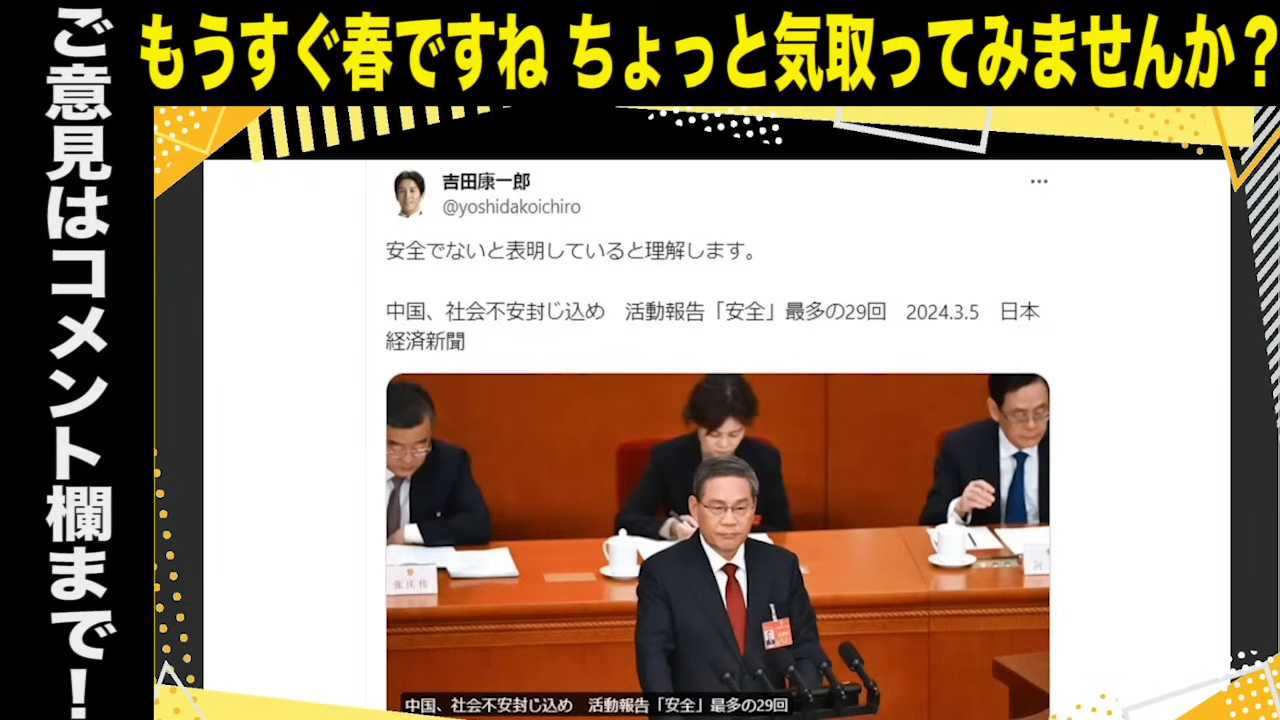 もうすぐ春ですね ちょっと気取ってみませんか？
ご意見はコメント欄まで！
吉田康一郎
@yoshidakoichiro
安全でないと表明していると理解します。
中国、社会不安封じ込め　活動報告「安全」最多の29回　2024.3.5　日本
経済新聞
张庆伟
河
中国、社会不安封じ込め　活動報告「安全」最多の29回